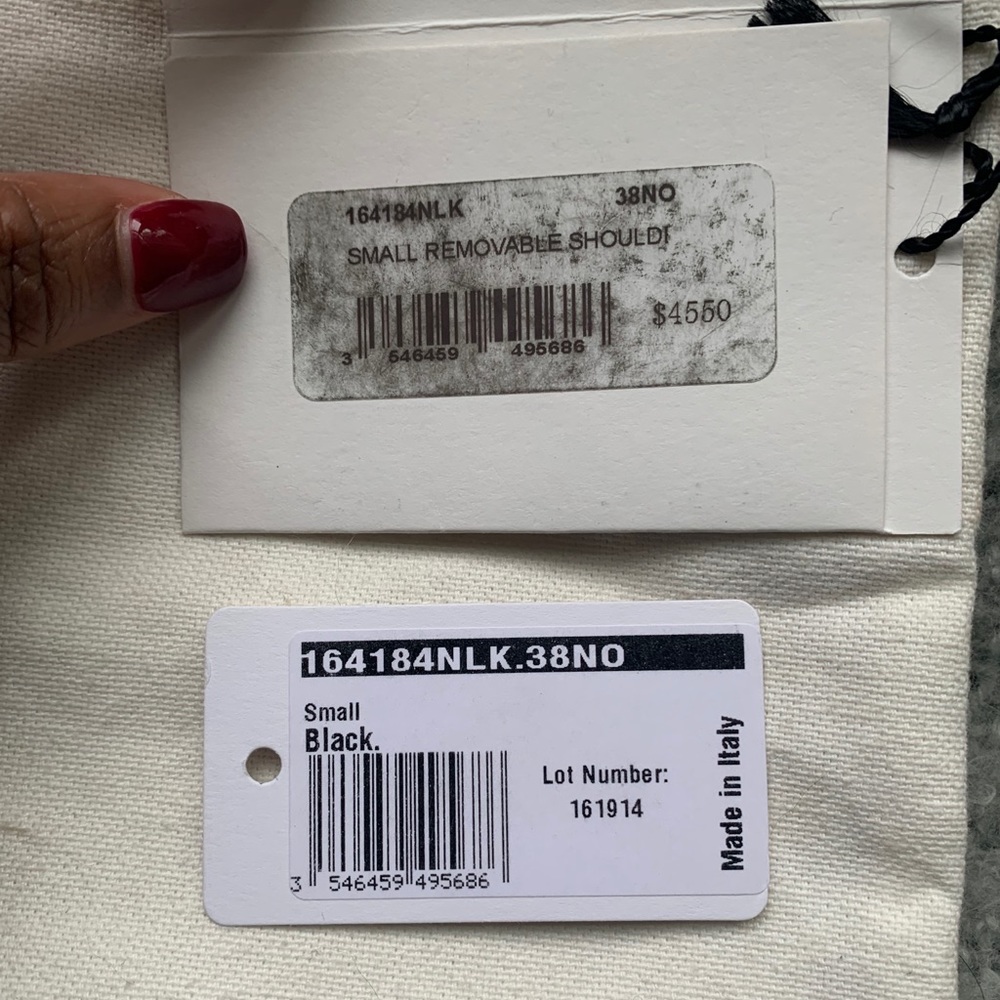 164184NLK 38NO
SMALL REMOVABLE SHOULD
$4550
3 546459 495686
164184NLK.38NO
Small
Black.
Lot Number:
161914
3 546459 495686
Made in Italy